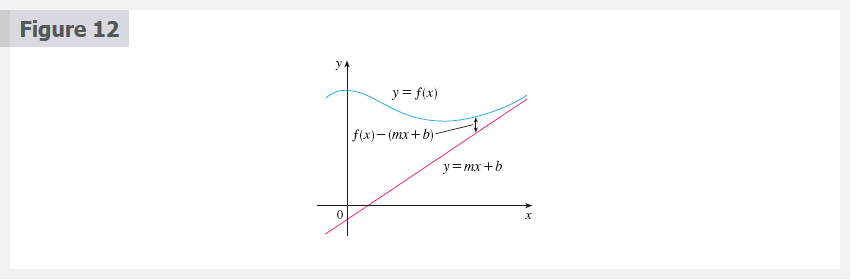 Figure 12
y
y = f(x)
f(x) − (mx + b)
y = mx + b
0
x